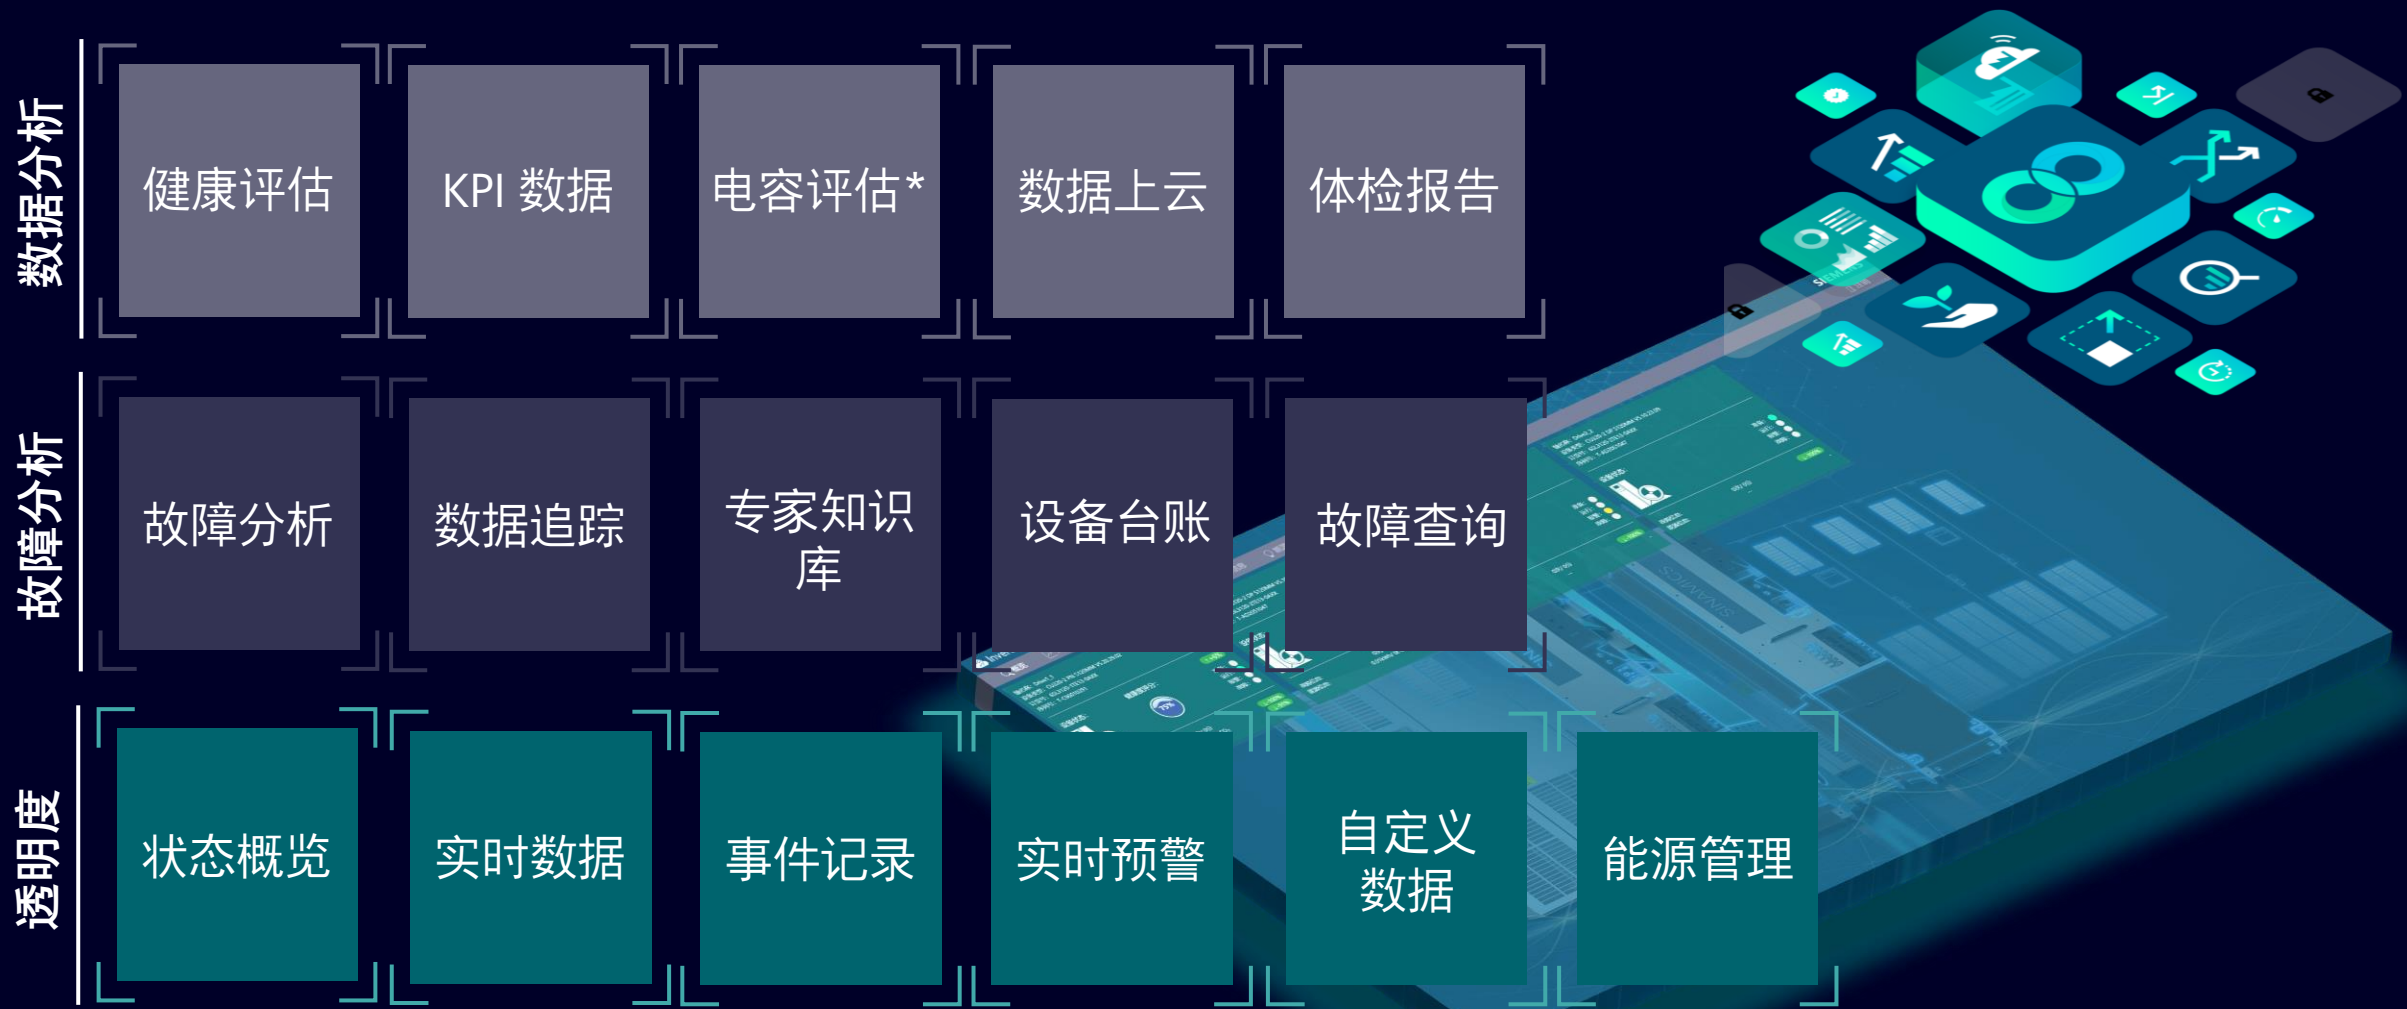 数据分析
健康评估
KPI 数据
电容评估*
数据上云
体检报告
故障分析
故障分析
数据追踪
专家知识
库
设备台账
故障查询
透明度
状态概览
实时数据
事件记录
实时预警
自定义
数据
能源管理
SINAMICS
75%